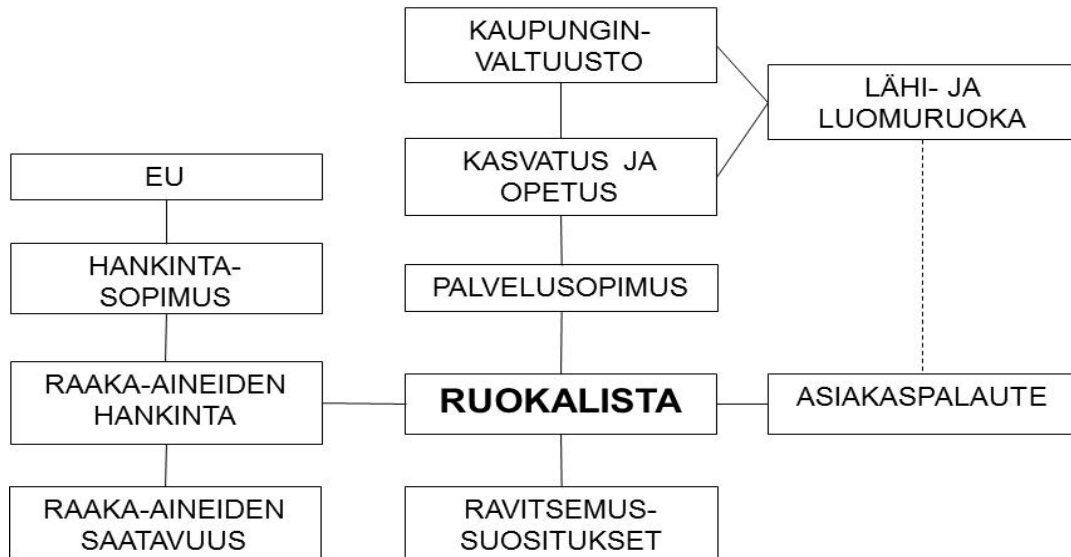 KAUPUNGIN-
VALTUUSTO
LÄHI- JA
LUOMURUOKA
KASVATUS JA
OPETUS
EU
HANKINTA-
SOPIMUS
PALVELUSOPIMUS
RAAKA-AINEIDEN
HANKINTA
RUOKALISTA
ASIAKASPALAUTE
RAAKA-AINEIDEN
SAATAVUUS
RAVITSEMUS-
SUOSITUKSET